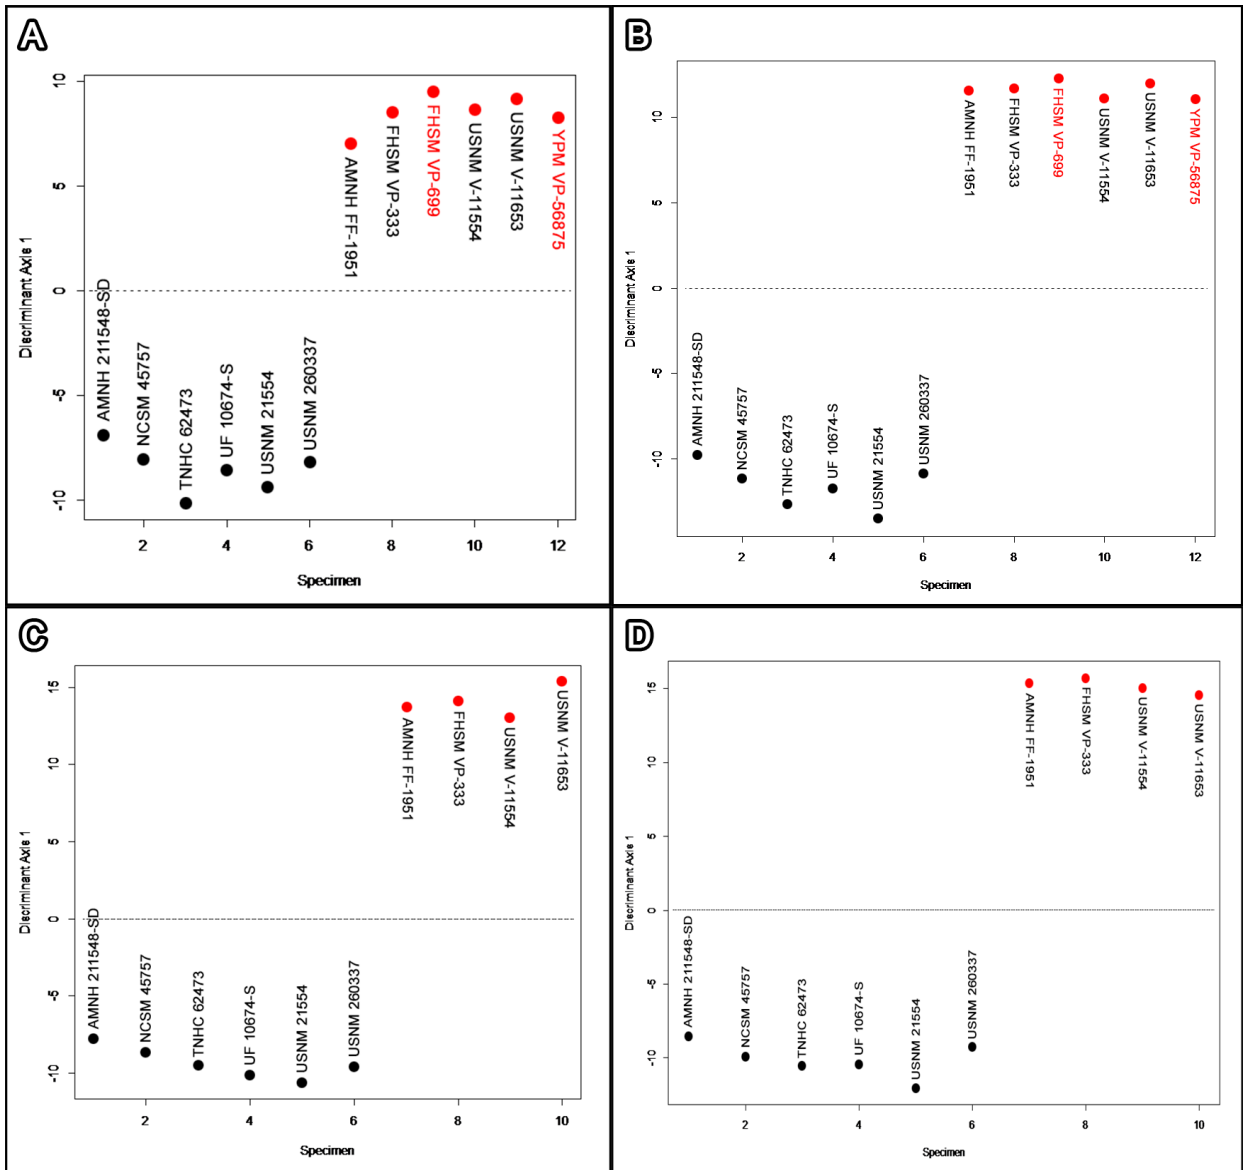 A
10
5
0
-5
-10
Discriminant Axis 1
AMNH 211548-SD
NCSM 45757
TNHC 62473
UF 10674-S
USNM 21554
USNM 260337
AMNH FF-1951
FHSM VP-333
FHSM VP-699
USNM V-11554
USNM V-11653
YPM VP-56875
2
4
6
8
10
12
Specimen
B
10
5
0
-5
-10
Discriminant Axis 1
AMNH 211548-SD
NCSM 45757
TNHC 62473
UF 10674-S
USNM 21554
USNM 260337
AMNH FF-1951
FHSM VP-333
FHSM VP-699
USNM V-11554
USNM V-11653
YPM VP-56875
2
4
6
8
10
12
Specimen
C
15
10
5
0
-5
-10
Discriminant Axis 1
AMNH 211548-SD
NCSM 45757
TNHC 62473
UF 10674-S
USNM 21554
USNM 260337
AMNH FF-1951
FHSM VP-333
USNM V-11554
USNM V-11653
2
4
6
8
10
Specimen
D
15
10
5
0
-5
-10
Discriminant Axis 1
AMNH 211548-SD
NCSM 45757
TNHC 62473
UF 10674-S
USNM 21554
USNM 260337
AMNH FF-1951
FHSM VP-333
USNM V-11554
USNM V-11653
2
4
6
8
10
Specimen